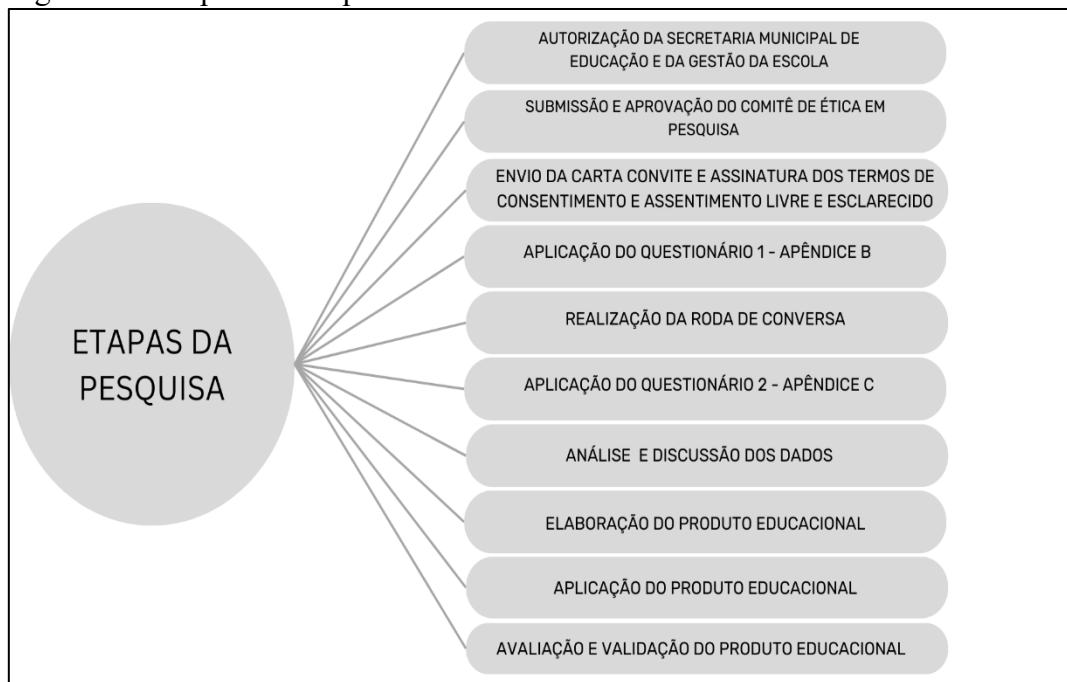 AUTORIZAÇÃO DA SECRETARIA MUNICIPAL DE
EDUCAÇÃO E DA GESTÃO DA ESCOLA
SUBMISSÃO E APROVAÇÃO DO COMITÊ DE ÉTICA EM
PESQUISA
ENVIO DA CARTA CONVITE E ASSINATURA DOS TERMOS DE
CONSENTIMENTO E ASSENTIMENTO LIVRE E ESCLARECIDO
APLICAÇÃO DO QUESTIONÁRIO 1 - APÊNDICE B
REALIZAÇÃO DA RODA DE CONVERSA
ETAPAS DA
PESQUISA
APLICAÇÃO DO QUESTIONÁRIO 2 - APÊNDICE C
ANÁLISE E DISCUSSÃO DOS DADOS
ELABORAÇÃO DO PRODUTO EDUCACIONAL
APLICAÇÃO DO PRODUTO EDUCACIONAL
AVALIAÇÃO E VALIDAÇÃO DO PRODUTO EDUCACIONAL